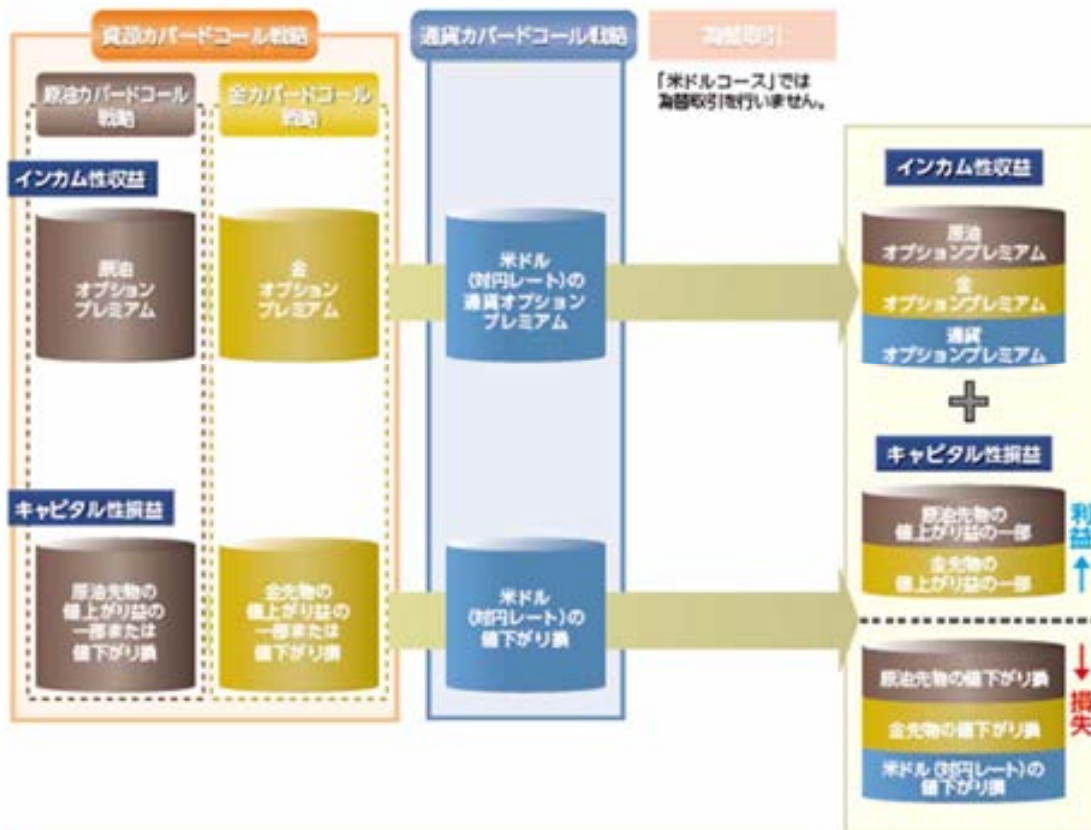 資源カバードコール戦略
通貨カバードコール戦略
為替取引
原油カバードコール
戦略
金カバードコール
戦略
「米ドルコース」では
為替取引を行いません。
インカム性収益
原油
オプション
プレミアム
金
オプション
プレミアム
米ドル
(対円レート)の
通貨オプション
プレミアム
キャピタル性損益
原油先物の
値上がり益の
一部または
値下がり損
金先物の
値上がり益の
一部または
値下がり損
米ドル
(対円レート)の
値下がり損
インカム性収益
原油
オプションプレミアム
金
オプションプレミアム
通貨
オプションプレミアム
キャピタル性損益
原油先物の
値上がり益の一部
金先物の
値上がり益の一部
利益
原油先物の値下がり損
金先物の値下がり損
米ドル(対円レート)の
値下がり損
損失